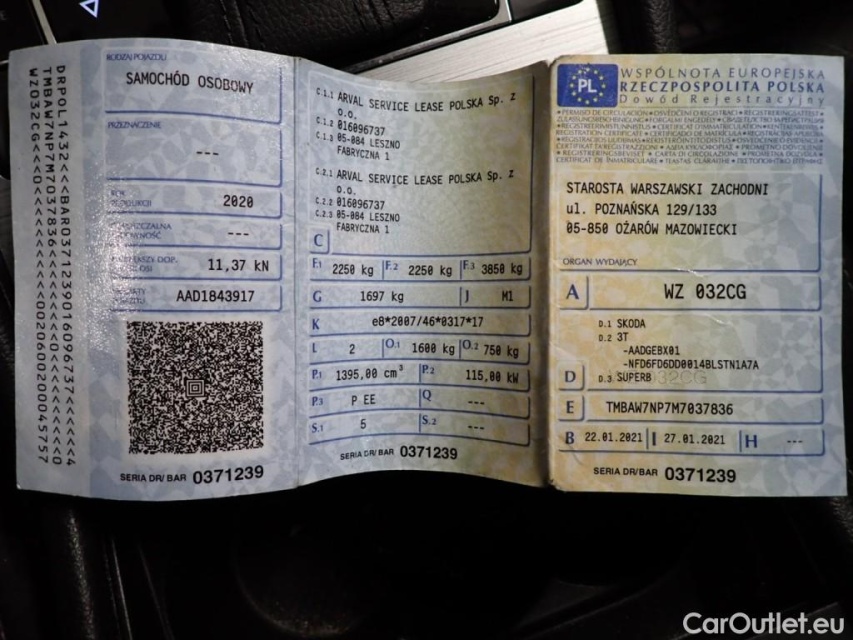 DRPOL1432<<BAR0371239016096737<<<<<<4
TMBAW7NP7M7037836<<<<<<<<<<<<<<0
WZ032CG<<<0<<<<<<<<<0020000200045757
RODZAJ POJAZDU
SAMOCHÓD OSOBOWY
PRZEZNACZENIE
---
ROK PRODUKCJI
2020
---
11,37 kN
AAD1843917
SERIA DR/BAR 0371239
C.1.1 ARVAL SERVICE LEASE POLSKA Sp. z
o.o.
C.1.2 016096737
C.1.3 05-084 LESZNO
FABRYCZNA 1
C.2.1 ARVAL SERVICE LEASE POLSKA Sp. z
o.o.
C.2.2 016096737
C.2.3 05-084 LESZNO
FABRYCZNA 1
C
F.1 2250 kg F.2 2250 kg F.3 3850 kg
G 1697 kg J M1
K e8*2007/46*0317*17
L 2 O.1 1600 kg O.2 750 kg
P.1 1395,00 cm³ P.2 115,00 kW
P.3 P EE Q ---
S.1 5 S.2 ---
SERIA DR/BAR 0371239
PL
WSPÓLNOTA EUROPEJSKA
RZECZPOSPOLITA POLSKA
Dowód Rejestracyjny
STAROSTA WARSZAWSKI ZACHODNI
ul. POZNAŃSKA 129/133
05-850 OŻARÓW MAZOWIECKI
ORGAN WYDAJĄCY
A WZ 032CG
D.1 SKODA
D.2 3T
-AADGEBX01
-NFD6FD6DD0014BLSTN1A7A
D D.3 SUPERB
E TMBAW7NP7M7037836
B 22.01.2021 I 27.01.2021 H ---
SERIA DR/BAR 0371239
CarOutlet.eu